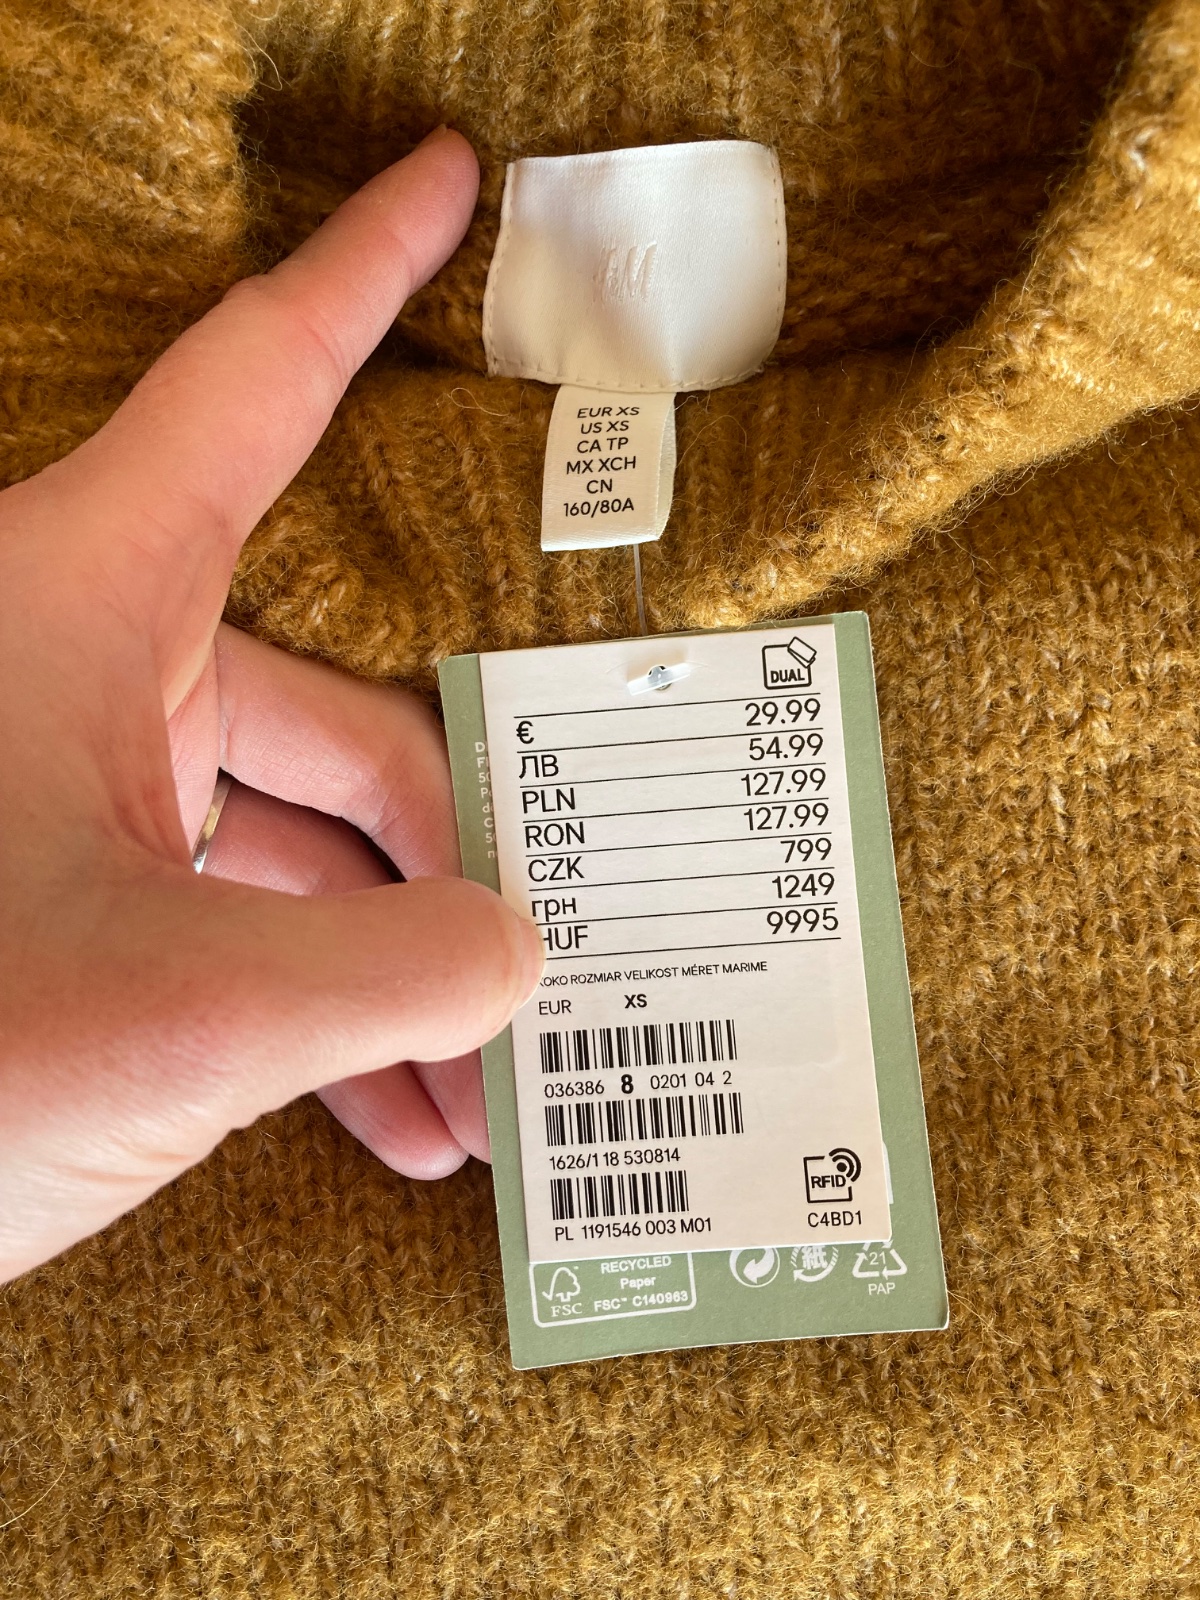 EUR XS
US XS
CA TP
MX XCH
CN
160/80A
DUAL
€ 29.99
ЛВ 54.99
PLN 127.99
RON 127.99
CZK 799
грн 1249
HUF 9995
ROZMIAR VELIKOST MÉRET MARIME
EUR XS
036386 8 0201 04 2
1626/1 18 530814
RFID
PL 1191546 003 M01
C4BD1
FSC
RECYCLED
Paper
FSC™ C140963
紙
21
PAP